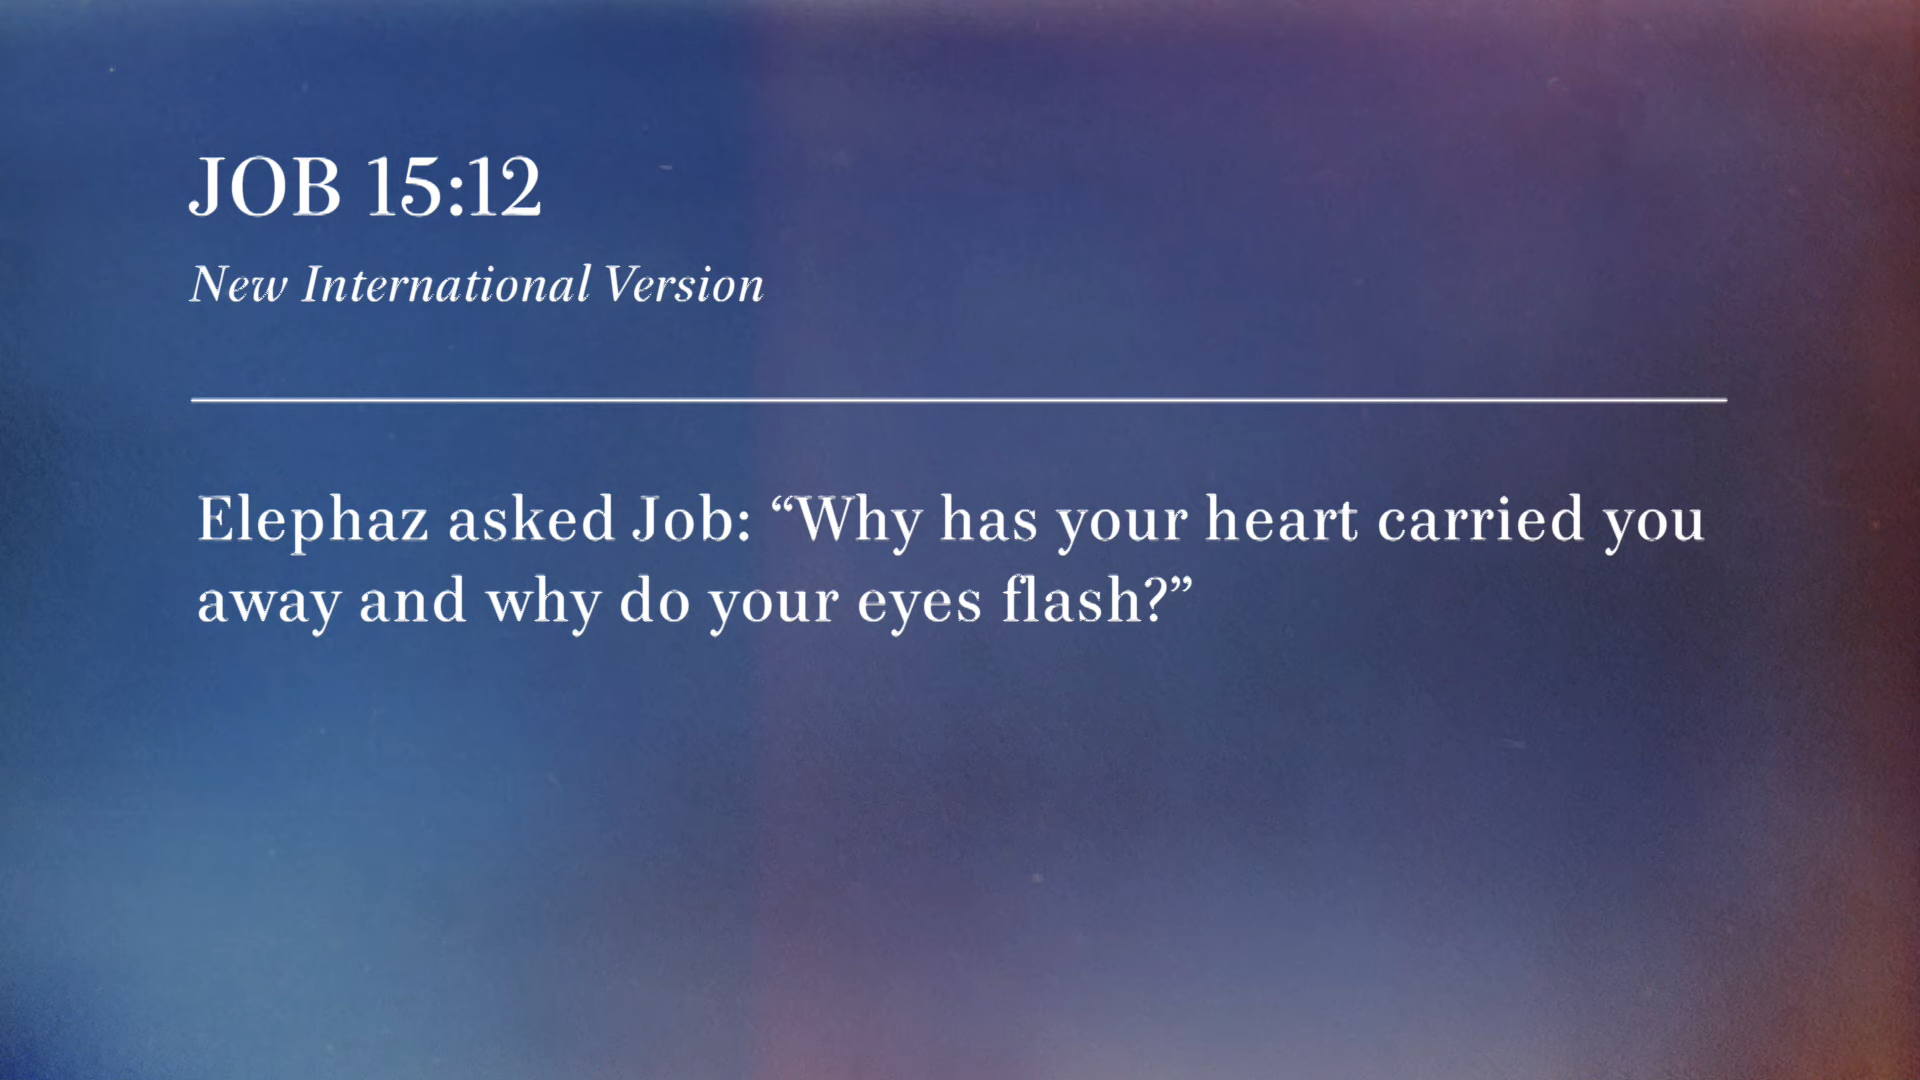 JOB 15:12
New International Version
Elephaz asked Job: “Why has your heart carried you
away and why do your eyes flash?”